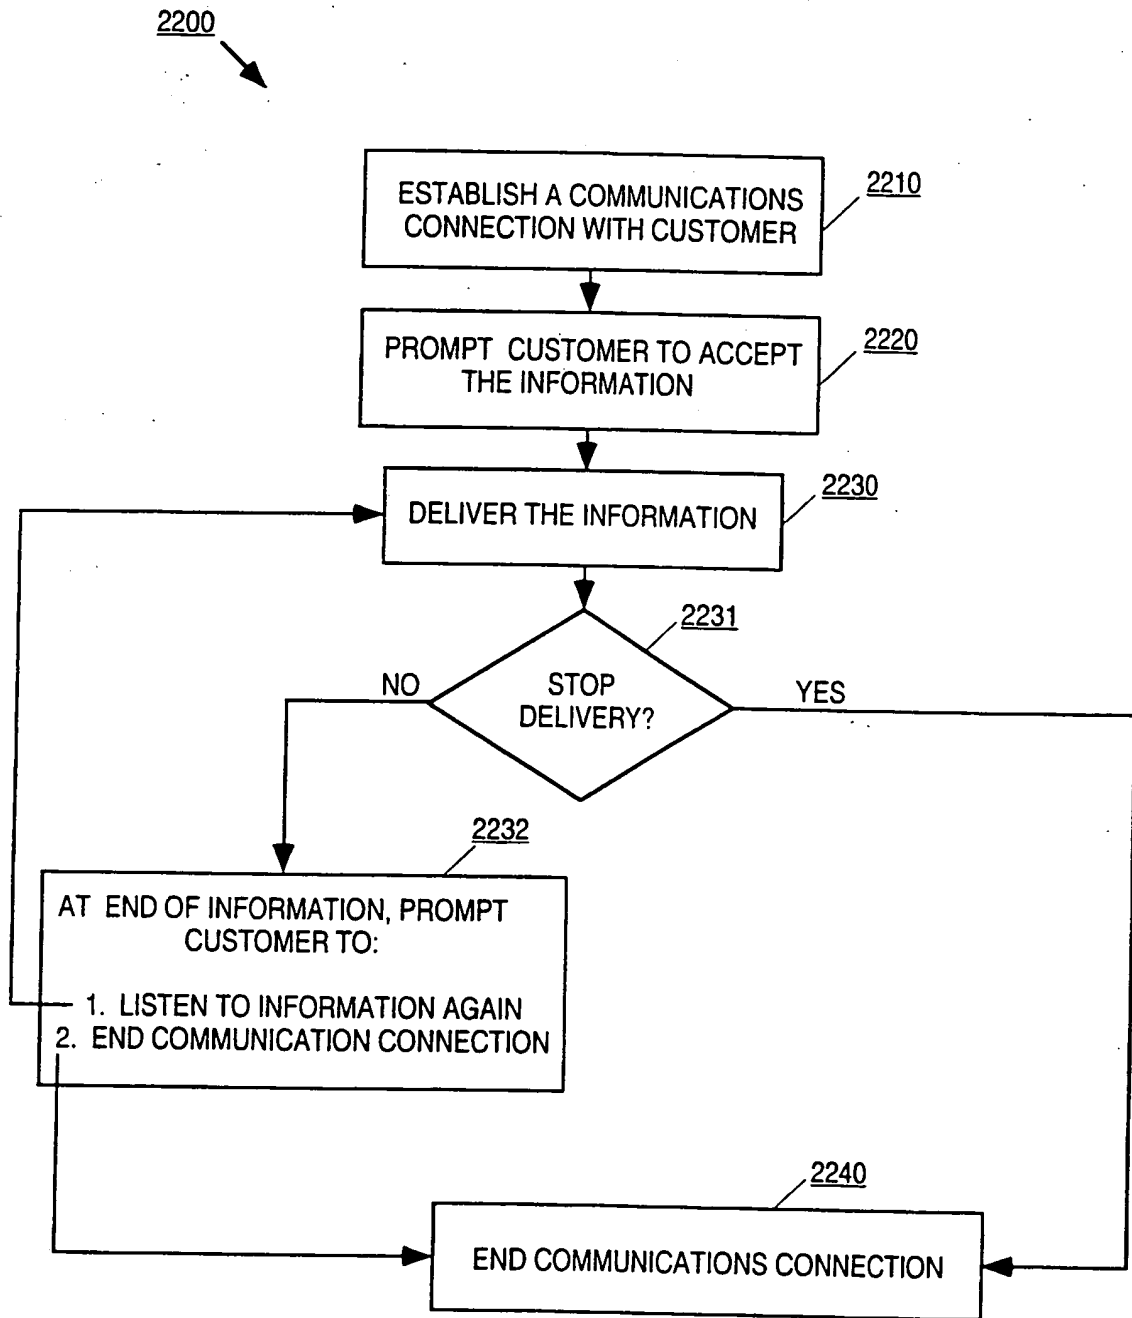 2200
ESTABLISH A COMMUNICATIONS
CONNECTION WITH CUSTOMER
2210
PROMPT CUSTOMER TO ACCEPT
THE INFORMATION
2220
DELIVER THE INFORMATION
2230
STOP
DELIVERY?
2231
NO
YES
2232
AT END OF INFORMATION, PROMPT
CUSTOMER TO:
1. LISTEN TO INFORMATION AGAIN
2. END COMMUNICATION CONNECTION
2240
END COMMUNICATIONS CONNECTION